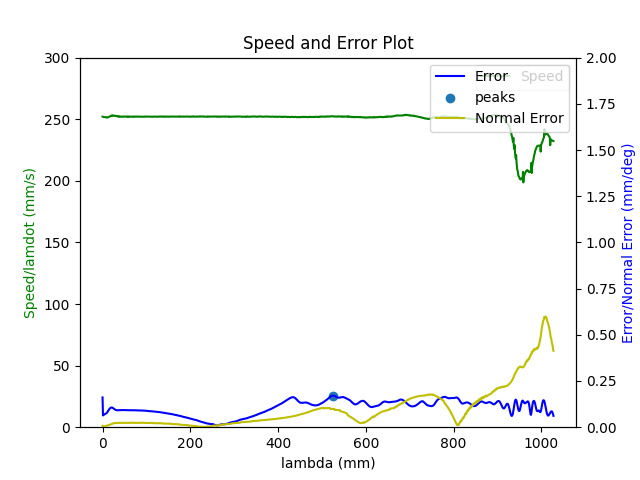 Speed and Error Plot
300
250
200
150
100
50
0
Speed/lamdot (mm/s)
2.00
1.75
1.50
1.25
1.00
0.75
0.50
0.25
0.00
Error/Normal Error (mm/deg)
Error
Speed
peaks
Normal Error
0
200
400
600
800
1000
lambda (mm)